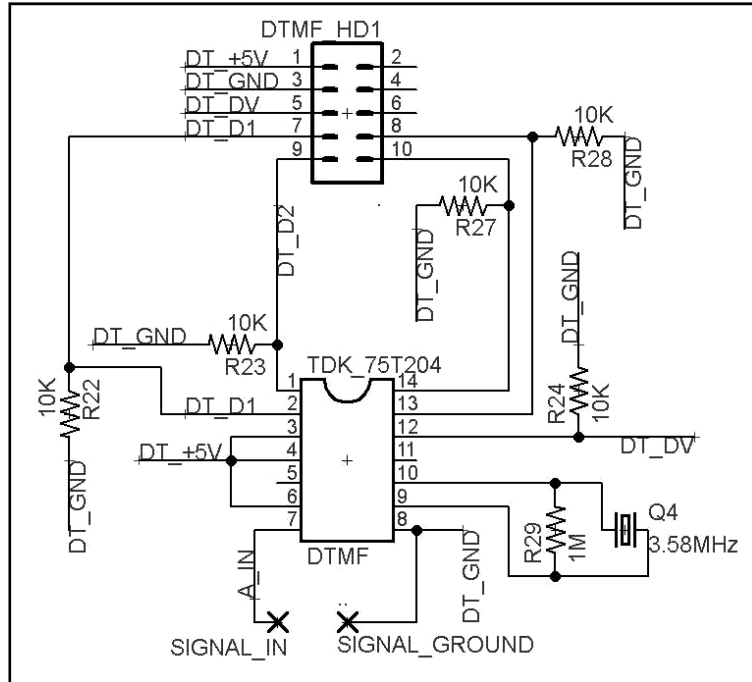 DTMF_HD1
DT_+5V 1 2
DT_GND 3 4
DT_DV 5 6
DT_D1 7 8
9 10
10K
R28
DT_GND
10K
R27
DT_GND
DT_D2
DT_GND
10K
R23
DT_GND
TDK_75T204
10K
R22
DT_GND
DT_D1
DT_+5V
1 14
2 13
3 12
4 11
5 10
6 9
7 8
R24
10K
DT_DV
R29
1M
Q4
3.58MHz
DTMF
A_IN
DT_GND
SIGNAL_IN
SIGNAL_GROUND